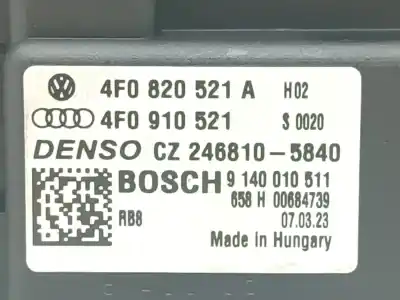 4F0 820 521 A H02
4F0 910 521 S 0020
DENSO CZ 246810-5840
BOSCH 9 140 010 511
658 H 00684739
RB8 07.03.23
Made in Hungary